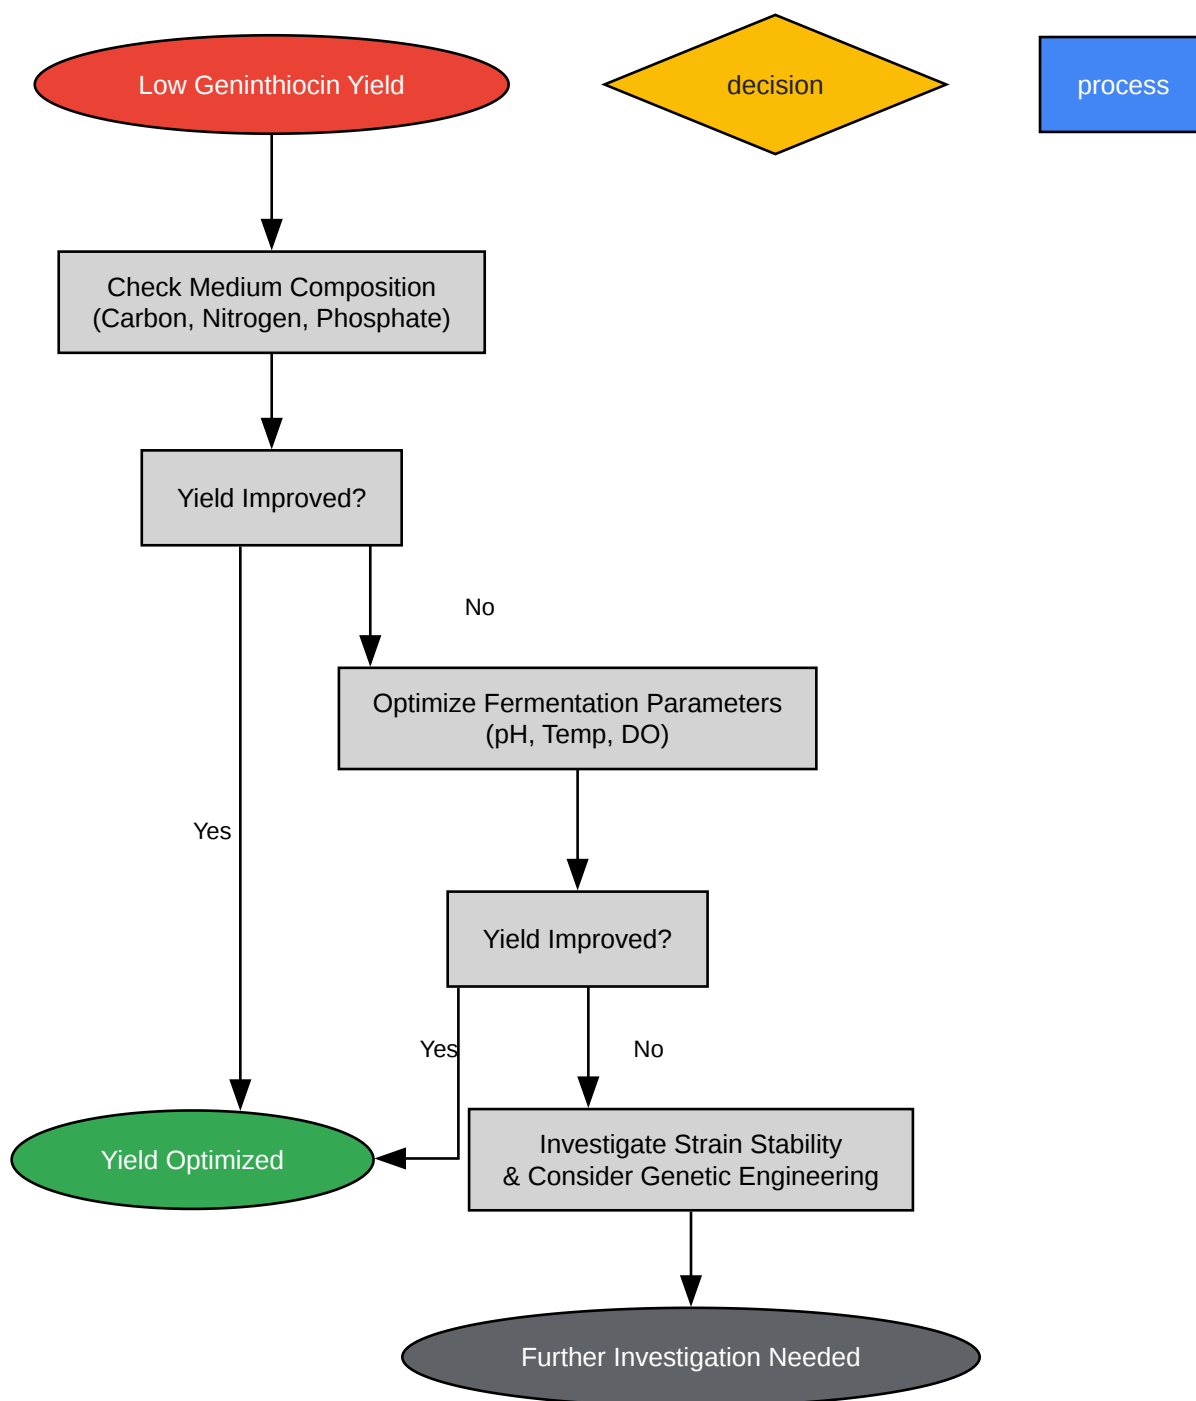 Low Geninthiocin Yield
decision
process
Check Medium Composition
(Carbon, Nitrogen, Phosphate)
Yield Improved?
No
Optimize Fermentation Parameters
(pH, Temp, DO)
Yes
Yield Improved?
Yes
No
Yield Optimized
Investigate Strain Stability
& Consider Genetic Engineering
Further Investigation Needed